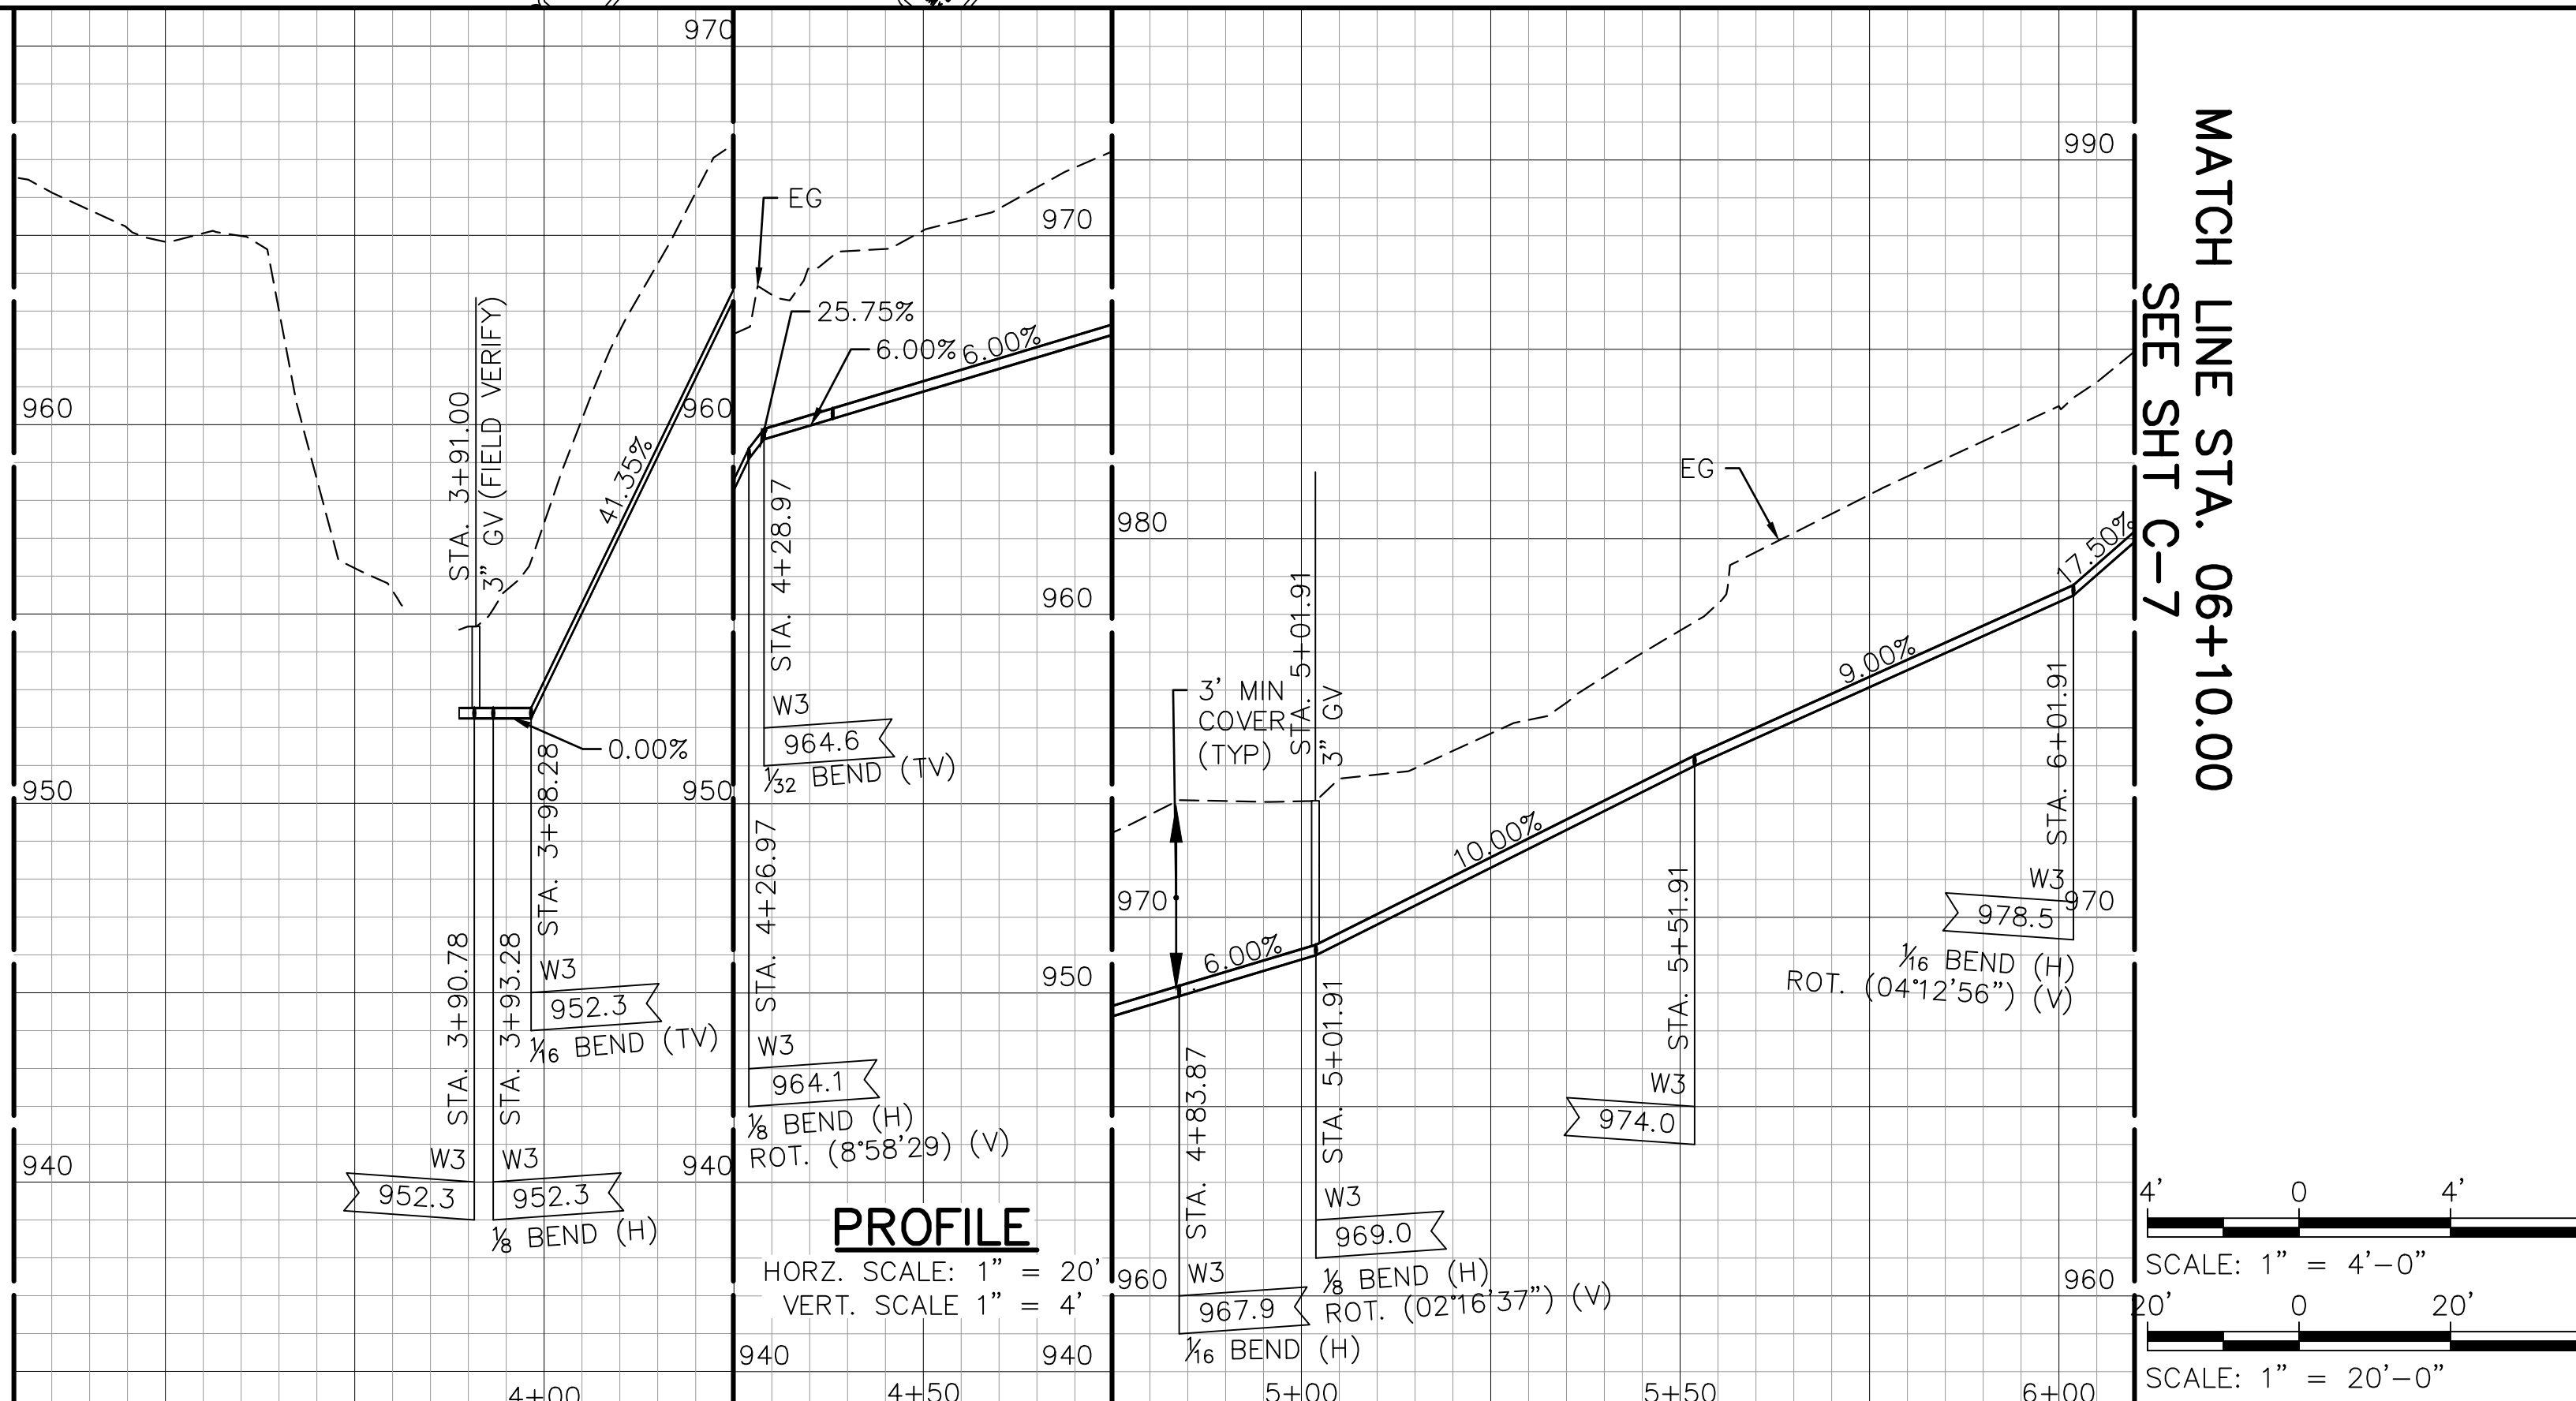 970
960
950
940
STA. 3+91.00
3" GV (FIELD VERIFY)
41.35%
960
0.00%
950
STA. 3+98.28
W3
952.3
1/16 BEND (TV)
STA. 3+90.78
W3
952.3
STA. 3+93.28
W3
952.3
1/8 BEND (H)
940
4+00
EG
25.75%
6.00%
6.00%
970
960
950
940
940
STA. 4+28.97
W3
964.6
1/32 BEND (TV)
STA. 4+26.97
W3
964.1
1/8 BEND (H)
ROT. (8°58'29) (V)
PROFILE
HORZ. SCALE: 1" = 20'
VERT. SCALE 1" = 4'
4+50
990
980
970
960
3' MIN
COVER
(TYP)
STA. 5+01.91
3" GV
6.00%
10.00%
9.00%
17.50%
EG
STA. 4+83.87
W3
967.9
1/16 BEND (H)
STA. 5+01.91
W3
969.0
1/8 BEND (H)
ROT. (02°16'37") (V)
STA. 5+51.91
W3
974.0
STA. 6+01.91
W3
978.5
1/16 BEND (H)
ROT. (04°12'56") (V)
970
960
5+00
5+50
6+00
MATCH LINE STA. 06+10.00
SEE SHT C-7
4' 0 4'
SCALE: 1" = 4'-0"
20' 0 20'
SCALE: 1" = 20'-0"